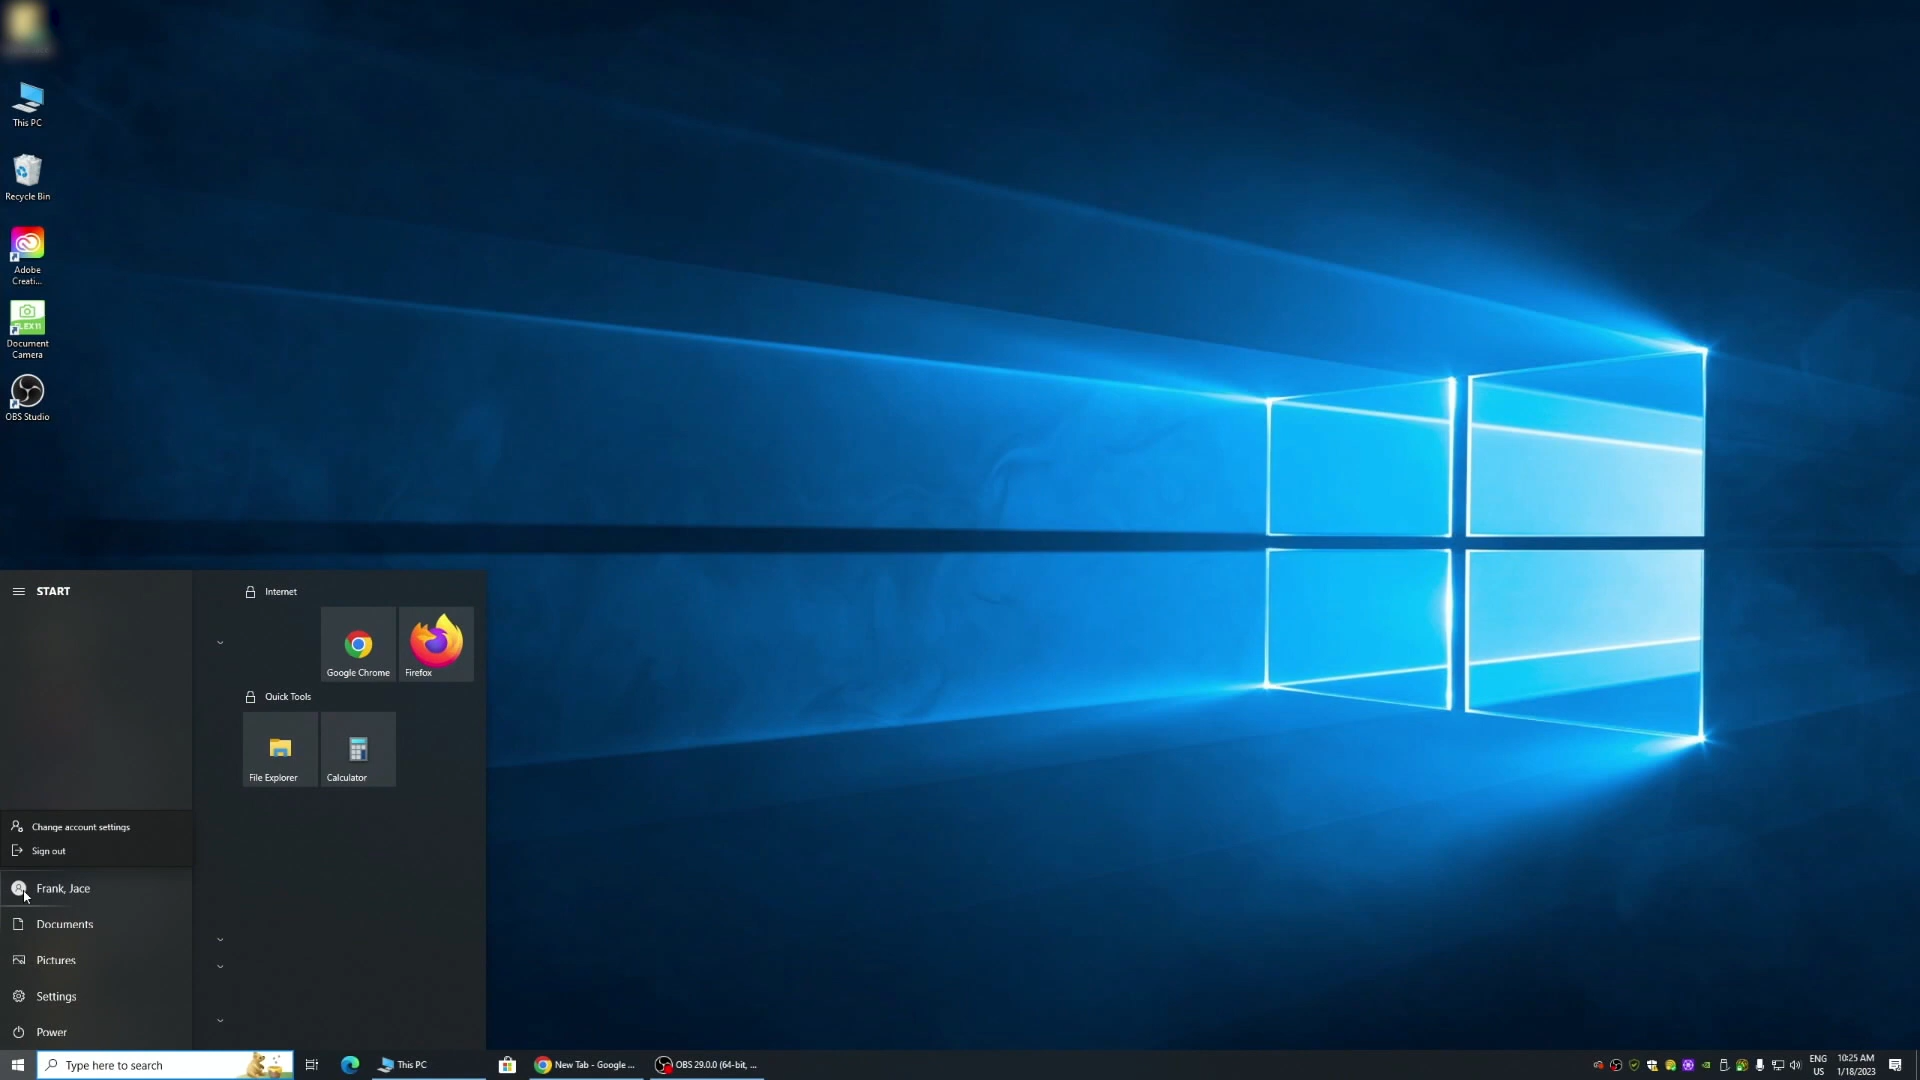 This PC
Recycle Bin
Adobe
Creati...
FLEX11
Document
Camera
OBS Studio
START
Internet
Google Chrome
Firefox
Quick Tools
File Explorer
Calculator
Change account settings
Sign out
Frank, Jace
Documents
Pictures
Settings
Power
Type here to search
This PC
New Tab - Google ...
OBS 29.0.0 (64-bit, ...
ENG
US
10:25 AM
1/18/2023